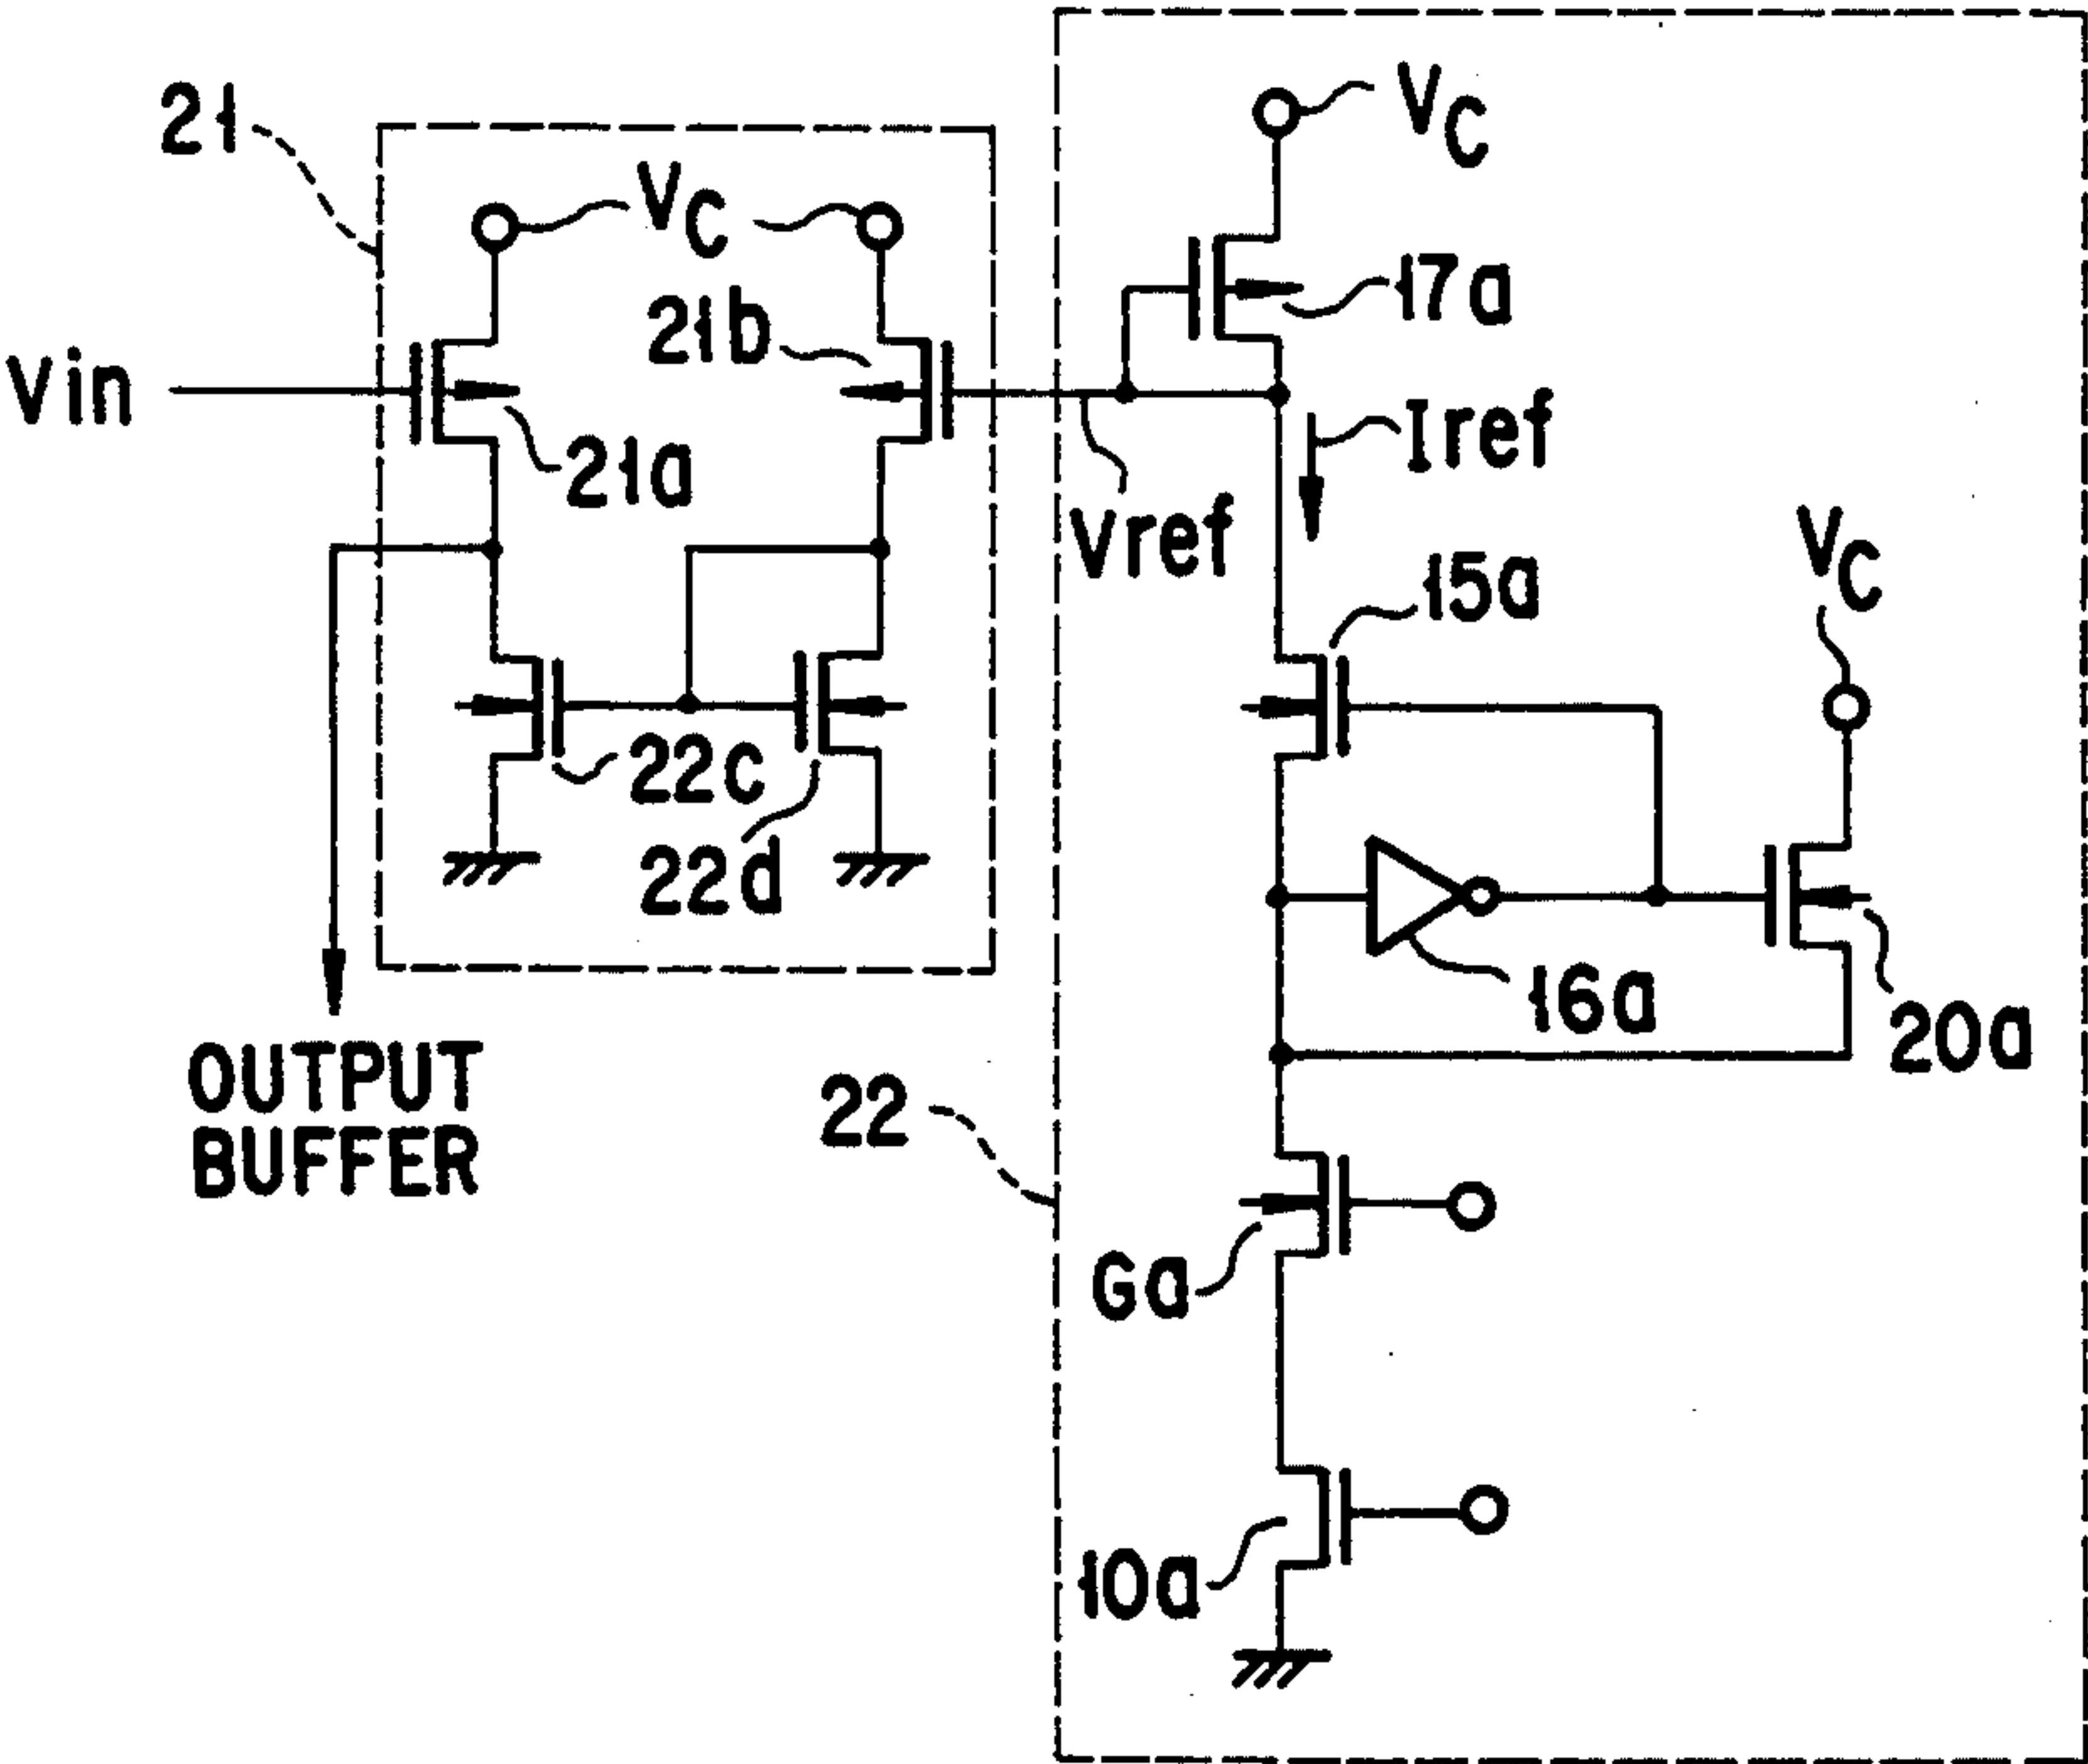 21
VC
VC
21b
17a
Vin
21a
Iref
Vref
15a
VC
22c
22d
16a
20a
OUTPUT
BUFFER
22
Ga
10a